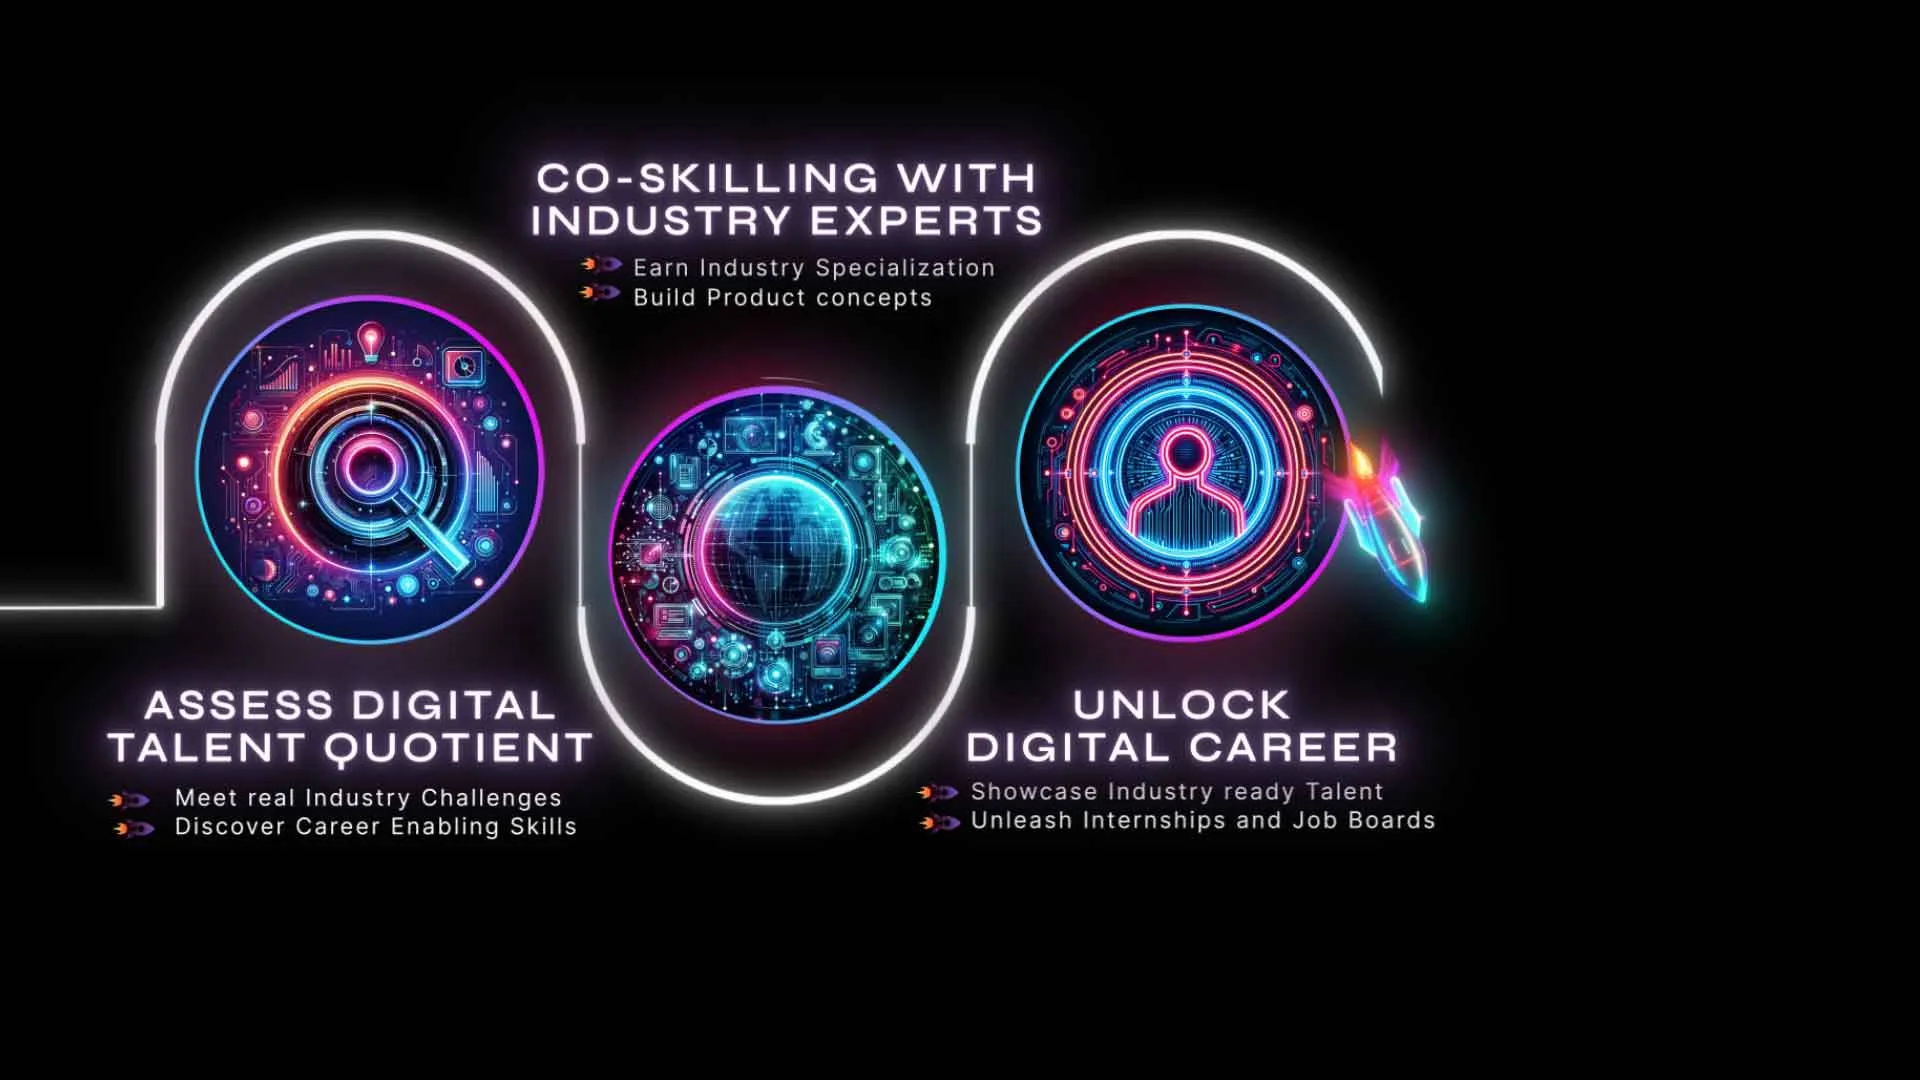 CO-SKILLING WITH
INDUSTRY EXPERTS
Earn Industry Specialization
Build Product concepts
ASSESS DIGITAL
TALENT QUOTIENT
Meet real Industry Challenges
Discover Career Enabling Skills
UNLOCK
DIGITAL CAREER
Showcase Industry ready Talent
Unleash Internships and Job Boards